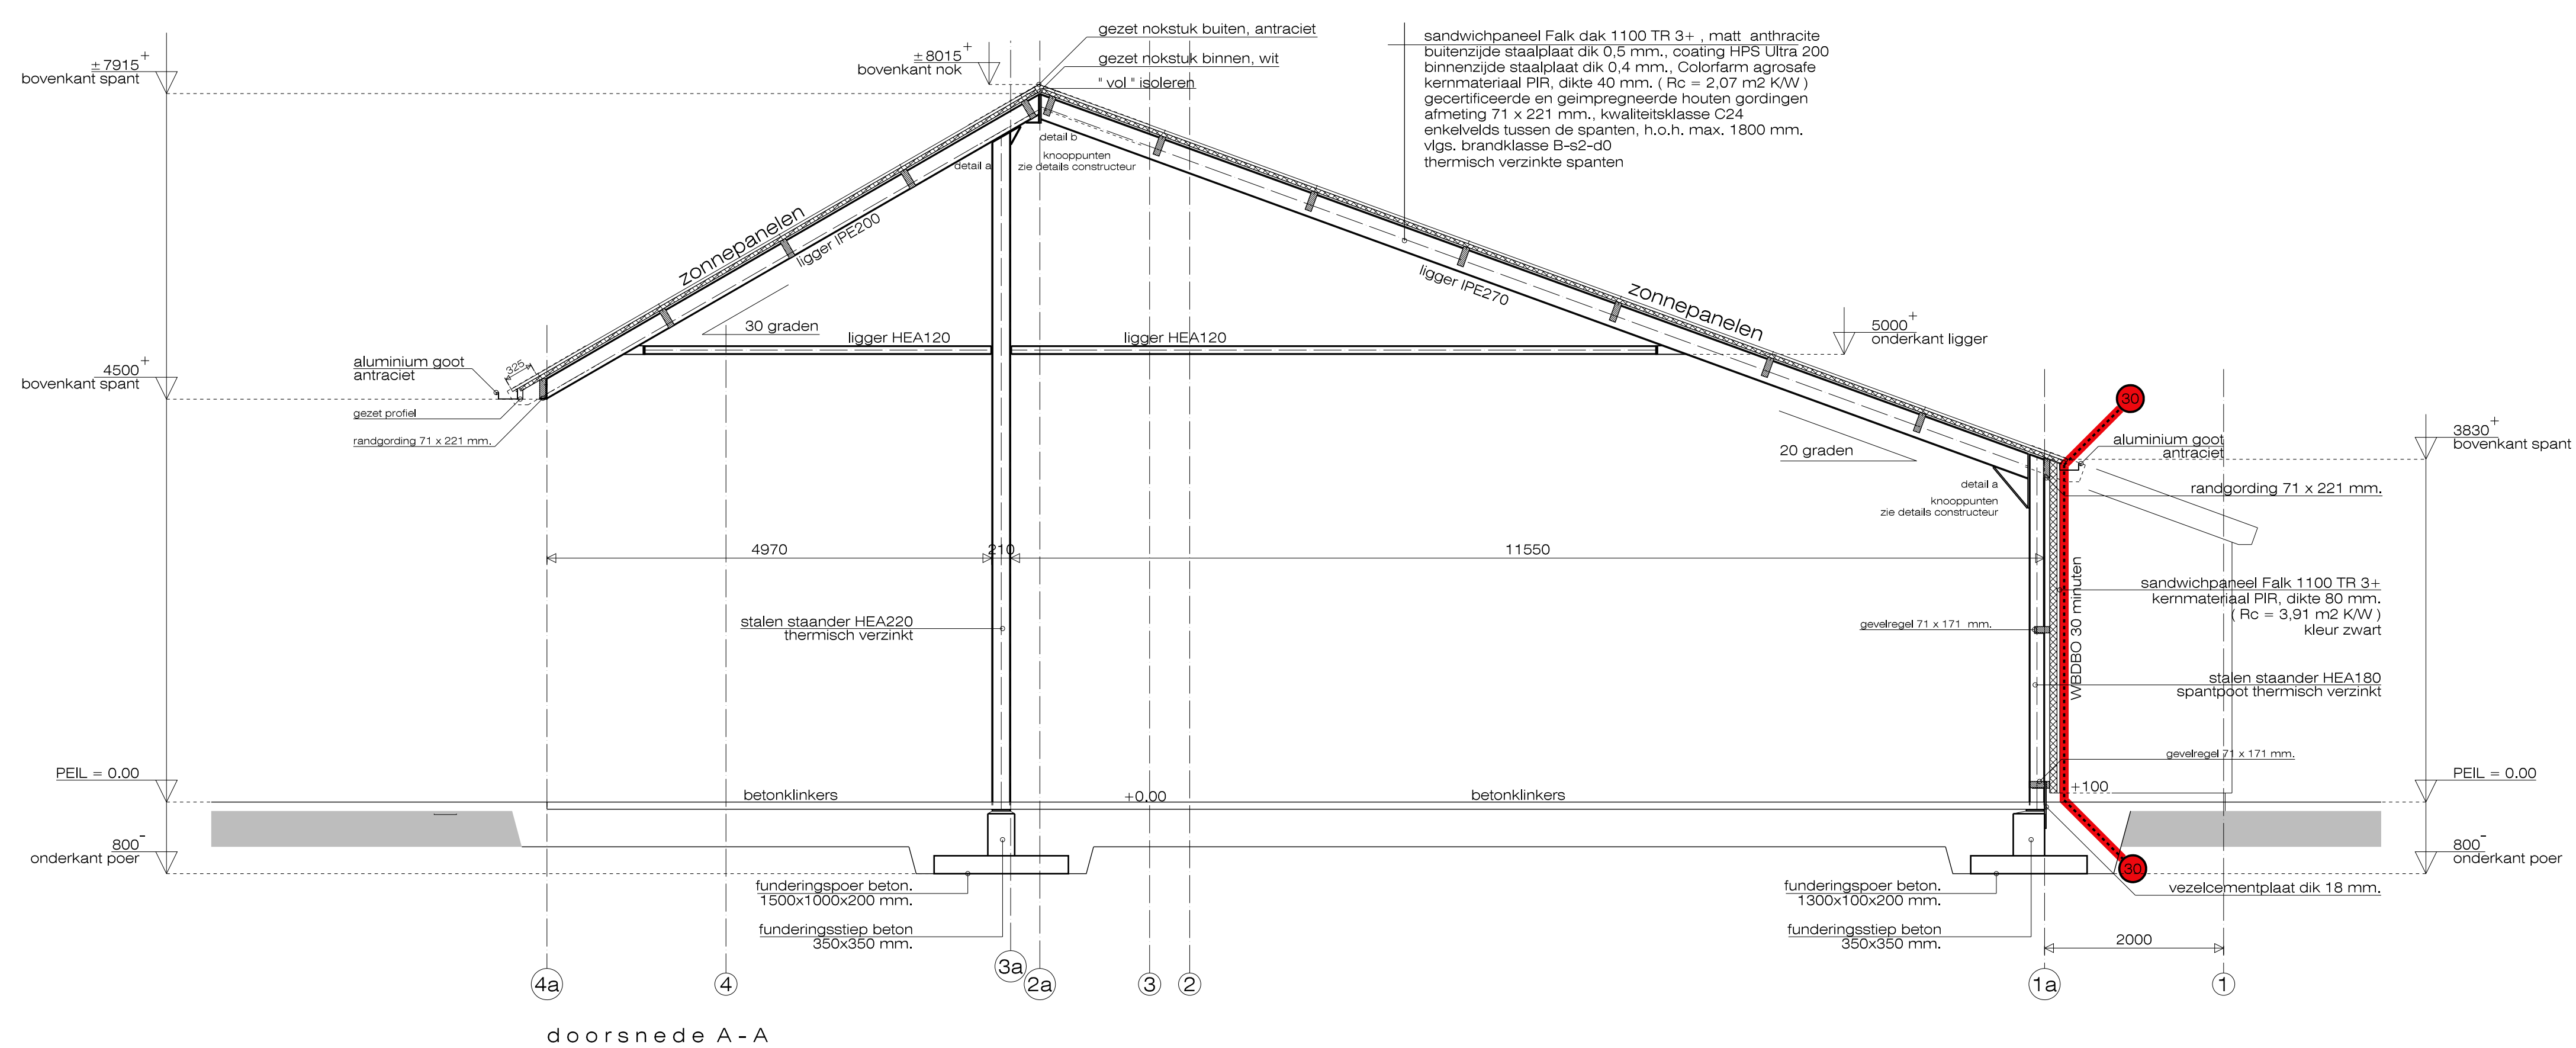 ±7915+
bovenkant spant
±8015+
bovenkant nok
gezet nokstuk buiten, antraciet
gezet nokstuk binnen, wit
" vol " isoleren
sandwichpaneel Falk dak 1100 TR 3+ , matt anthracite
buitenzijde staalplaat dik 0,5 mm., coating HPS Ultra 200
binnenzijde staalplaat dik 0,4 mm., Colorfarm agrosafe
kernmateriaal PIR, dikte 40 mm. ( Rc = 2,07 m2 K/W )
gecertificeerde en geimpregneerde houten gordingen
afmeting 71 x 221 mm., kwaliteitsklasse C24
enkelvelds tussen de spanten, h.o.h. max. 1800 mm.
vlgs. brandklasse B-s2-d0
thermisch verzinkte spanten
detail b
detail a
knooppunten
zie details constructeur
zonnepanelen
ligger IPE200
ligger IPE270
zonnepanelen
30 graden
ligger HEA120
ligger HEA120
5000+
onderkant ligger
4500+
bovenkant spant
aluminium goot
antraciet
325
gezet profiel
randgording 71 x 221 mm.
30
3830+
bovenkant spant
aluminium goot
antraciet
20 graden
detail a
knooppunten
zie details constructeur
randgording 71 x 221 mm.
4970
210
11550
WBDBO 30 minuten
sandwichpaneel Falk 1100 TR 3+
kernmateriaal PIR, dikte 80 mm.
( Rc = 3,91 m2 K/W )
kleur zwart
stalen staander HEA220
thermisch verzinkt
gevelregel 71 x 171 mm.
stalen staander HEA180
spantpoot thermisch verzinkt
gevelregel 71 x 171 mm.
PEIL = 0.00
betonklinkers
+0.00
betonklinkers
+100
PEIL = 0.00
800-
onderkant poer
800-
onderkant poer
30
funderingspoer beton.
1500x1000x200 mm.
funderingsstiep beton
350x350 mm.
funderingspoer beton.
1300x100x200 mm.
funderingsstiep beton
350x350 mm.
vezelcementplaat dik 18 mm.
2000
4a
4
3a
2a
3
2
1a
1
doorsnede A-A